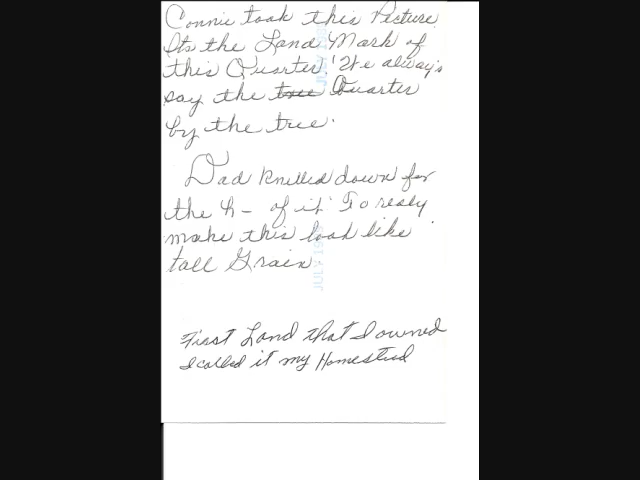 Connie took this Picture
Its the Land Mark of
this Quarter. We always
say the tree Quarter
by the tree.
Dad knilled down for
the h - of it To realy
make this look like
tall Grain
First Land that I owned
I called it my Homestead